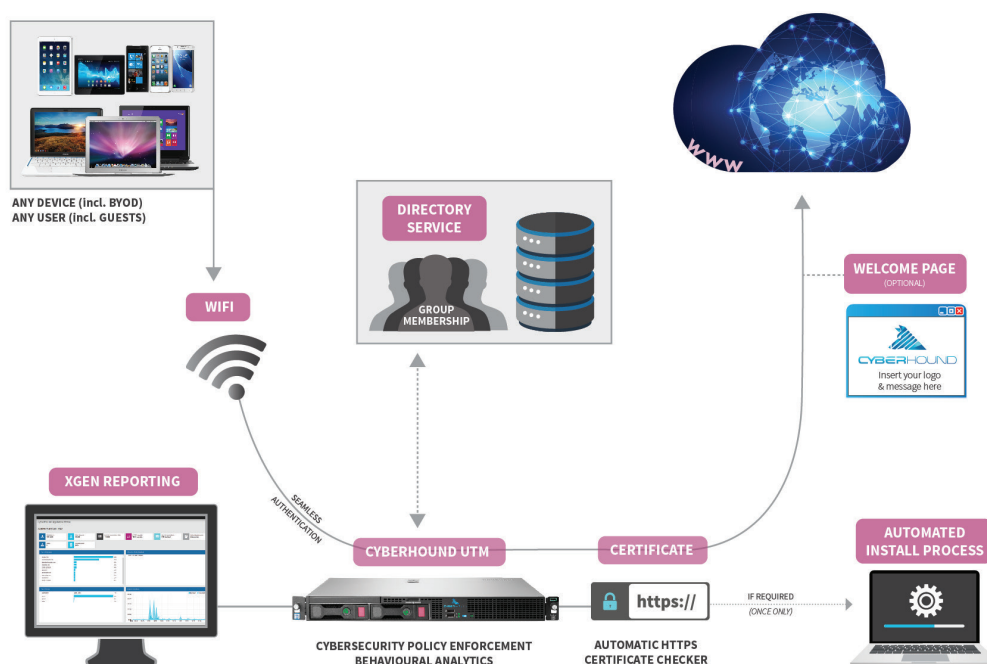 ANY DEVICE (incl. BYOD)
ANY USER (incl. GUESTS)
WIFI
DIRECTORY
SERVICE
GROUP
MEMBERSHIP
www
WELCOME PAGE
(OPTIONAL)
CYBERHOUND
Insert your logo
& message here
SEAMLESS
AUTHENTICATION
XGEN REPORTING
CYBERHOUND UTM
CERTIFICATE
AUTOMATED
INSTALL PROCESS
https://
IF REQUIRED
(ONCE ONLY)
CYBERSECURITY POLICY ENFORCEMENT
BEHAVIOURAL ANALYTICS
AUTOMATIC HTTPS
CERTIFICATE CHECKER